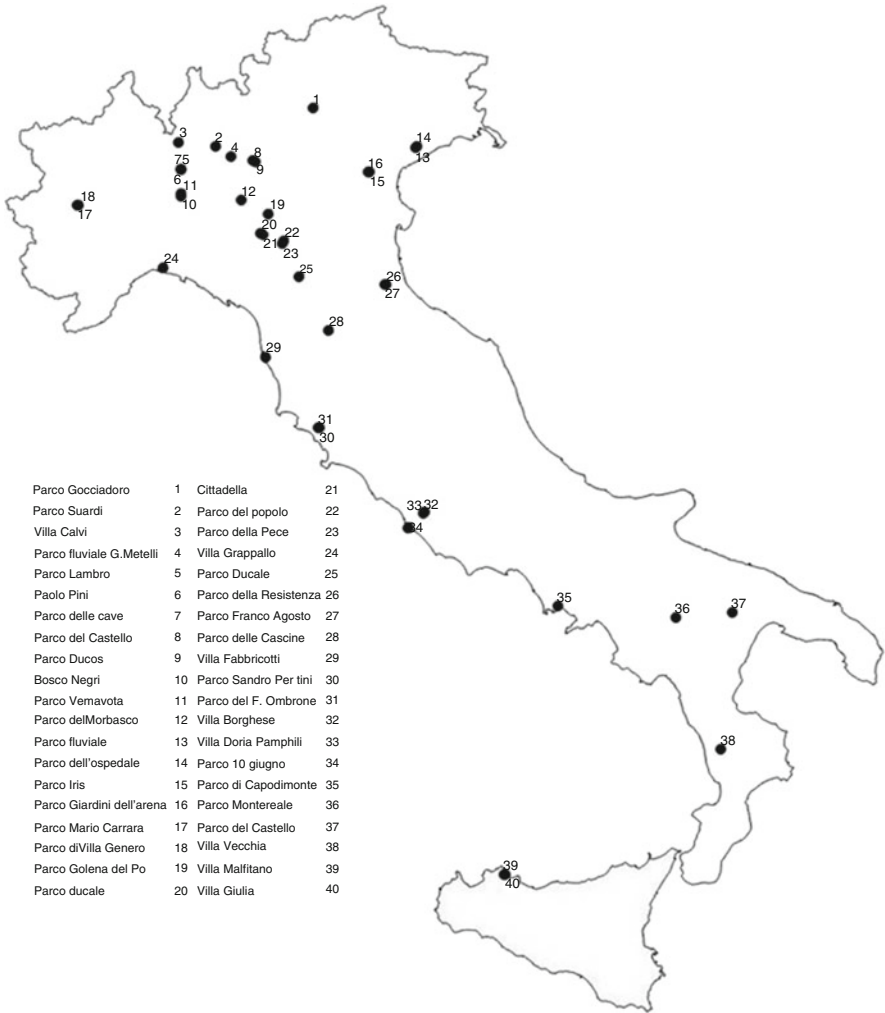 1
14
3
2
13
4
8
9
16
75
6
15
11
10
12
18
17
19
20
22
21
23
24
25
26
27
28
29
31
30
33 32
34
35
36
37
38
39
40
Parco Gocciadoro 1 Cittadella 21
Parco Suardi 2 Parco del popolo 22
Villa Calvi 3 Parco della Pece 23
Parco fluviale G.Metelli 4 Villa Grappallo 24
Parco Lambro 5 Parco Ducale 25
Paolo Pini 6 Parco della Resistenza 26
Parco delle cave 7 Parco Franco Agosto 27
Parco del Castello 8 Parco delle Cascine 28
Parco Ducos 9 Villa Fabbricotti 29
Bosco Negri 10 Parco Sandro Per tini 30
Parco Vernavota 11 Parco del F. Ombrone 31
Parco delMorbasco 12 Villa Borghese 32
Parco fluviale 13 Villa Doria Pamphili 33
Parco dell'ospedale 14 Parco 10 giugno 34
Parco Iris 15 Parco di Capodimonte 35
Parco Giardini dell'arena 16 Parco Montereale 36
Parco Mario Carrara 17 Parco del Castello 37
Parco diVilla Genero 18 Villa Vecchia 38
Parco Golena del Po 19 Villa Malfitano 39
Parco ducale 20 Villa Giulia 40